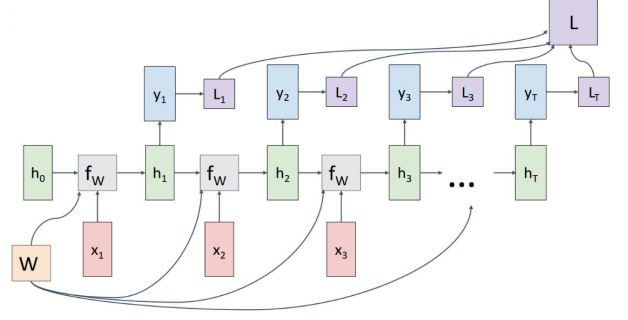 L
y1 L1 y2 L2 y3 L3 yT LT
h0 fW h1 fW h2 fW h3 ... hT
x1 x2 x3
W